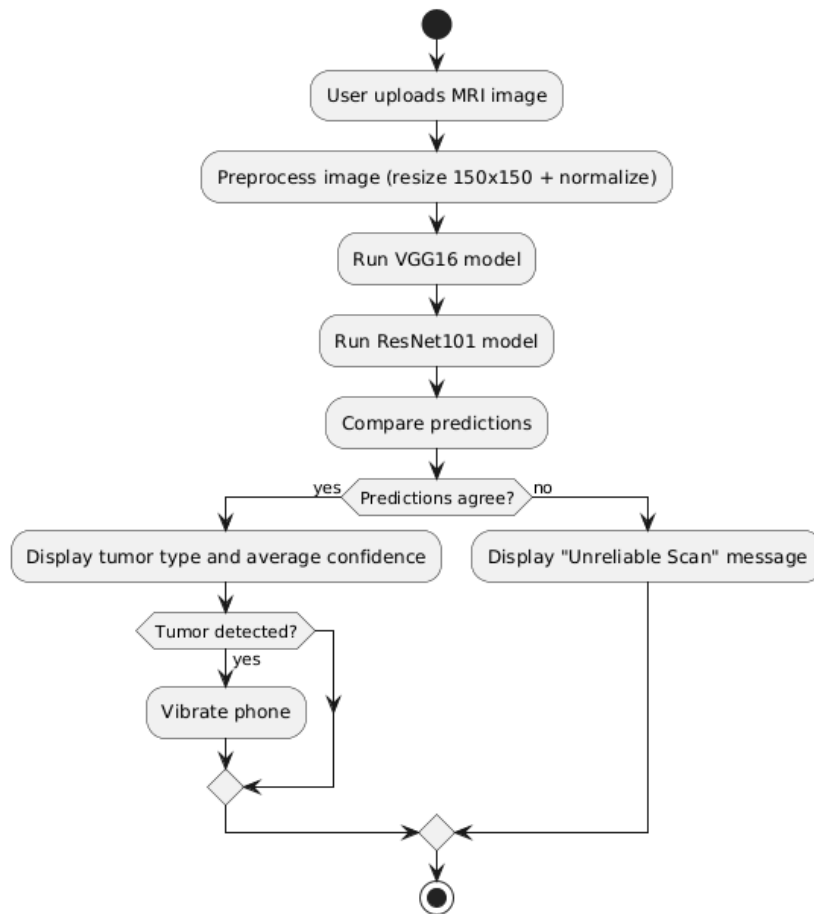 User uploads MRI image
Preprocess image (resize 150x150 + normalize)
Run VGG16 model
Run ResNet101 model
Compare predictions
Predictions agree?
yes
no
Display tumor type and average confidence
Display "Unreliable Scan" message
Tumor detected?
yes
Vibrate phone